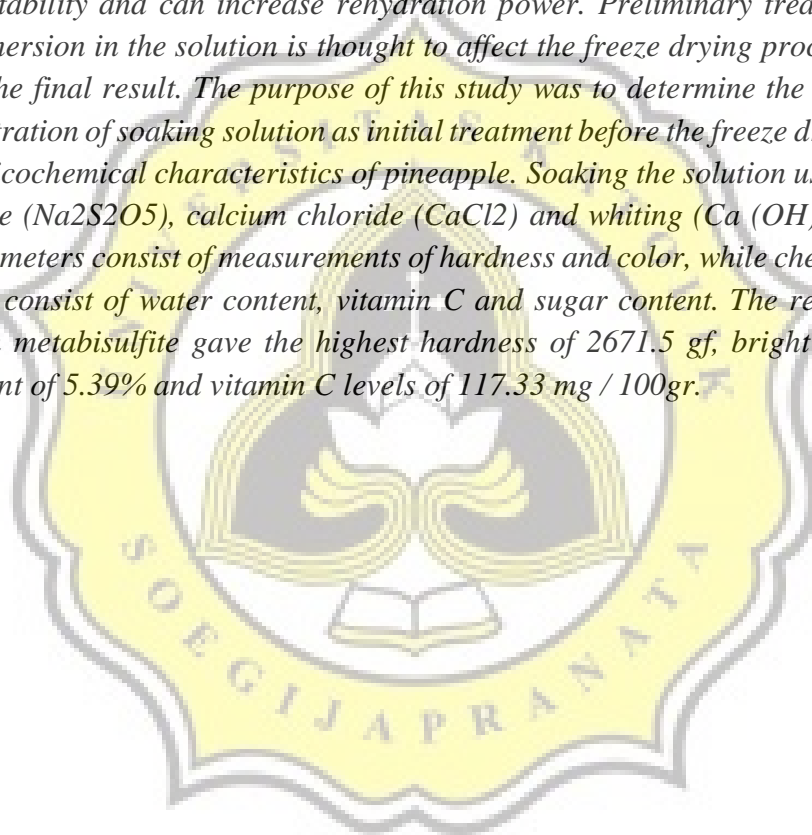 tability and can increase rehydration power. Preliminary trea
ersion in the solution is thought to affect the freeze drying proc
he final result. The purpose of this study was to determine the
tration of soaking solution as initial treatment before the freeze d
icochemical characteristics of pineapple. Soaking the solution u
e (Na2S2O5), calcium chloride (CaCl2) and whiting (Ca (OH)
meters consist of measurements of hardness and color, while che
consist of water content, vitamin C and sugar content. The re
metabisulfite gave the highest hardness of 2671.5 gf, bright
nt of 5.39% and vitamin C levels of 117.33 mg / 100gr.
SOEGIJAPRANATA